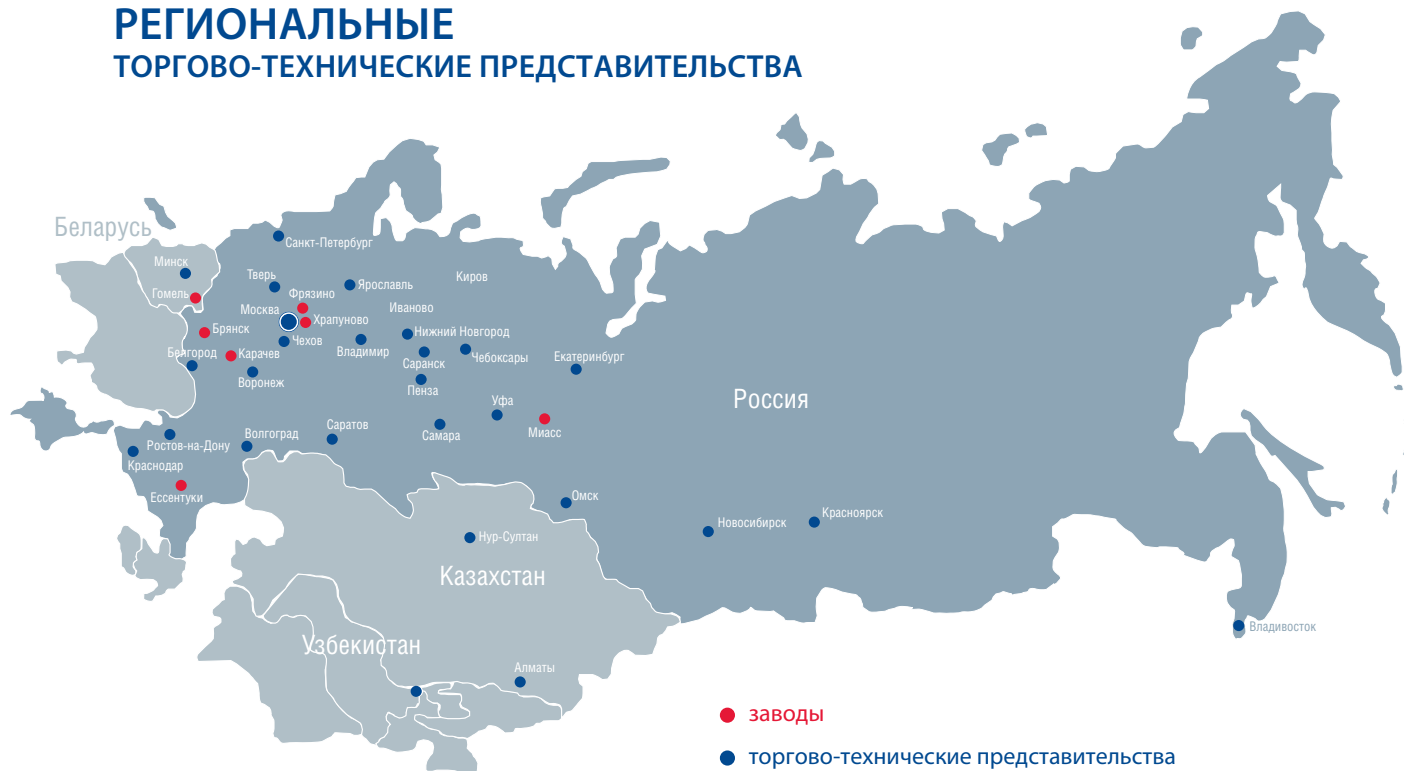 РЕГИОНАЛЬНЫЕ
ТОРГОВО-ТЕХНИЧЕСКИЕ ПРЕДСТАВИТЕЛЬСТВА
Беларусь
Санкт-Петербург
Минск
Тверь
Ярославль
Киров
Гомель
Фрязино
Москва
Иваново
Храпуново
Брянск
Нижний Новгород
Чехов
Белгород
Карачев
Владимир
Саранск
Чебоксары
Екатеринбург
Воронеж
Пенза
Россия
Уфа
Саратов
Волгоград
Самара
Миасс
Ростов-на-Дону
Краснодар
Ессентуки
Омск
Красноярск
Новосибирск
Нур-Султан
Казахстан
Владивосток
Узбекистан
Алматы
заводы
торгово-технические представительства